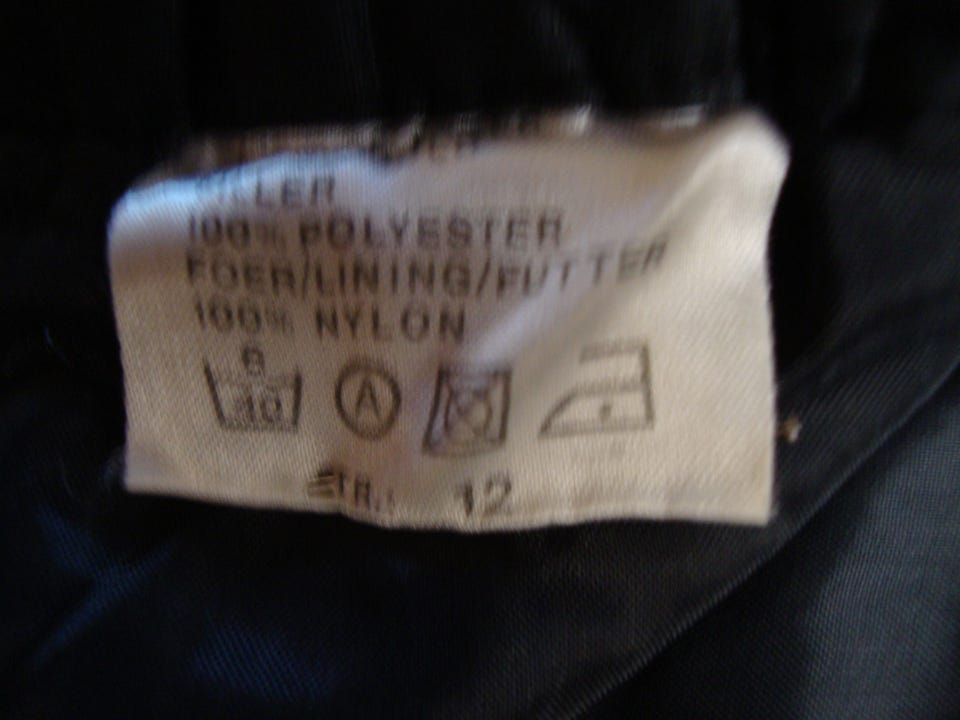 100% POLYESTER
FOER/LINING/FUTTER
100% NYLON
40 A
STR.: 12